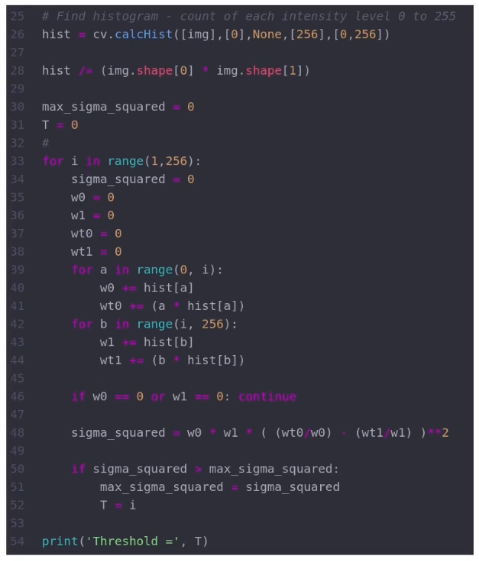 25 # Find histogram - count of each intensity level 0 to 255
26 hist = cv.calcHist([img],[0],None,[256],[0,256])
27
28 hist /= (img.shape[0] * img.shape[1])
29
30 max_sigma_squared = 0
31 T = 0
32 #
33 for i in range(1,256):
34     sigma_squared = 0
35     w0 = 0
36     w1 = 0
37     wt0 = 0
38     wt1 = 0
39     for a in range(0, i):
40         w0 += hist[a]
41         wt0 += (a * hist[a])
42     for b in range(i, 256):
43         w1 += hist[b]
44         wt1 += (b * hist[b])
45
46     if w0 == 0 or w1 == 0: continue
47
48     sigma_squared = w0 * w1 * ( (wt0/w0) - (wt1/w1) )**2
49
50     if sigma_squared > max_sigma_squared:
51         max_sigma_squared = sigma_squared
52         T = i
53
54 print('Threshold =', T)